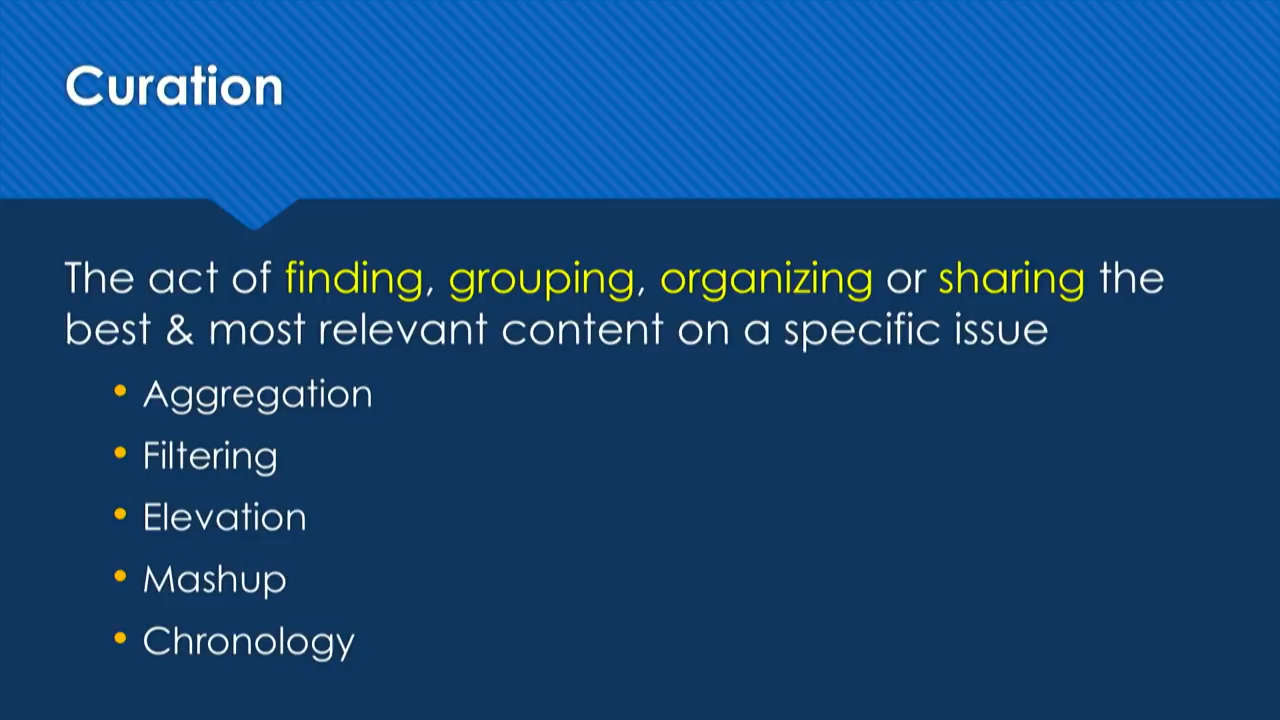 Curation
The act of finding, grouping, organizing or sharing the
best & most relevant content on a specific issue
• Aggregation
• Filtering
• Elevation
• Mashup
• Chronology